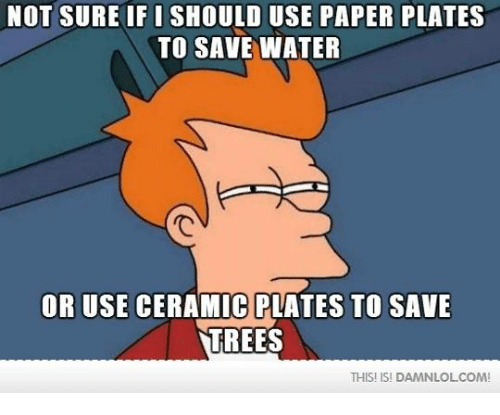 NOT SURE IF I SHOULD USE PAPER PLATES
TO SAVE WATER
OR USE CERAMIC PLATES TO SAVE
TREES
THIS! IS! DAMNLOL.COM!